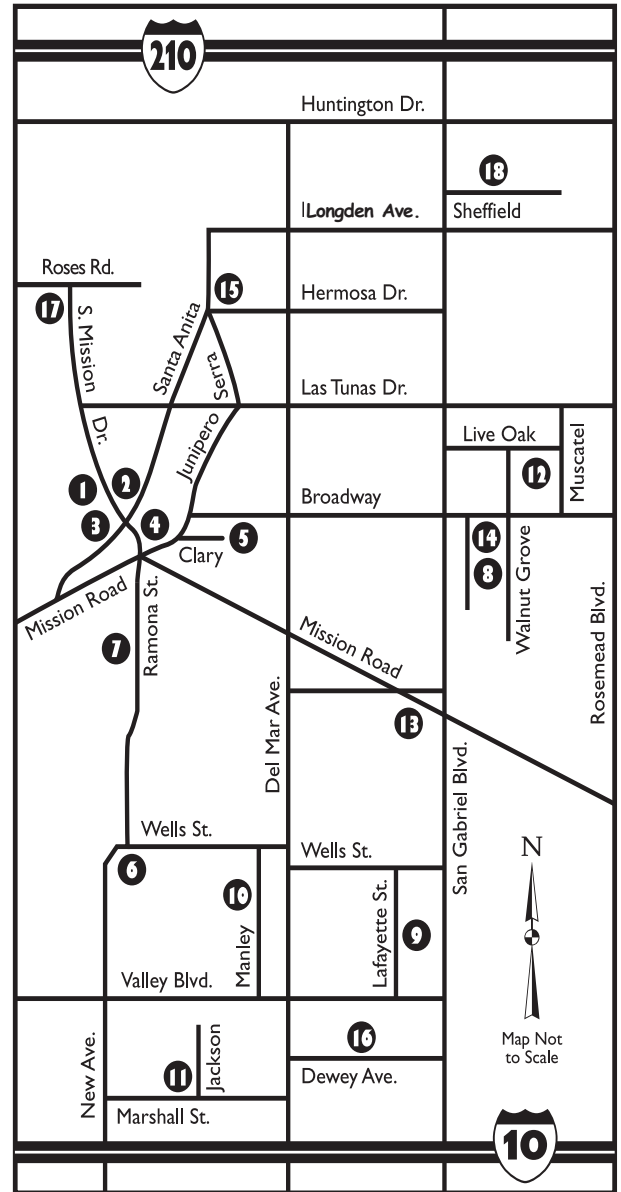 210
Huntington Dr.
18
lLongden Ave.
Sheffield
Roses Rd.
15
Hermosa Dr.
17
S. Mission
Dr.
Santa Anita
Serra
Las Tunas Dr.
Junipero
Live Oak
Muscatel
12
1
2
Broadway
3
4
5
Clary
14
8
Walnut Grove
Mission Road
Ramona St.
7
Mission Road
Rosemead Blvd.
13
Del Mar Ave.
San Gabriel Blvd.
Wells St.
Wells St.
6
10
Manley
Lafayette St.
9
N
Valley Blvd.
Map Not
to Scale
New Ave.
Jackson
16
11
Dewey Ave.
Marshall St.
10